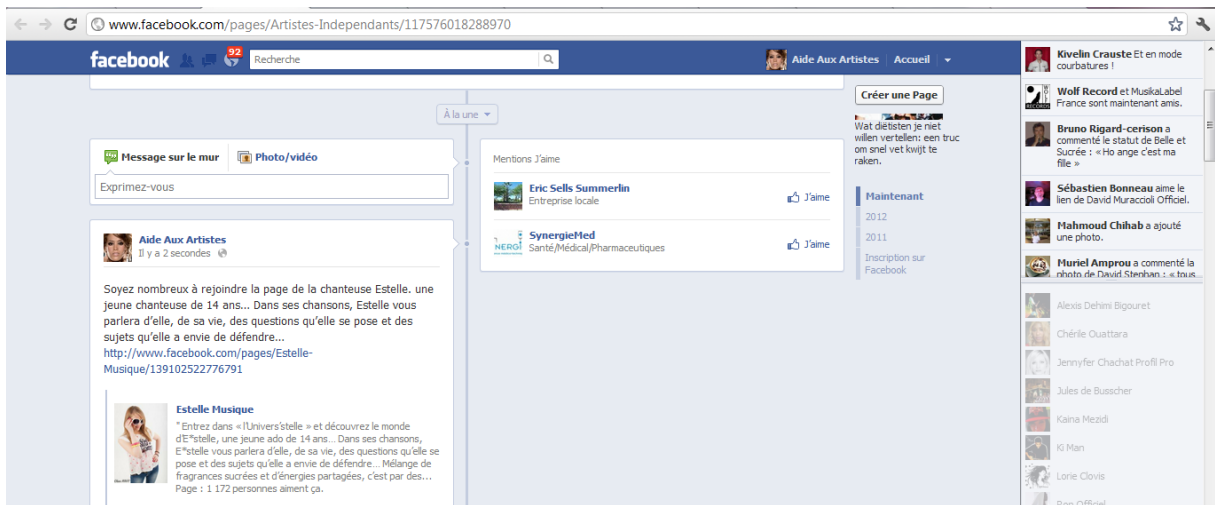 www.facebook.com/pages/Artistes-Independants/117576018288970
facebook
92
Recherche
Aide Aux Artistes Accueil
À la une
Message sur le mur Photo/vidéo
Exprimez-vous
Aide Aux Artistes
Il y a 2 secondes
Soyez nombreux à rejoindre la page de la chanteuse Estelle. une
jeune chanteuse de 14 ans... Dans ses chansons, Estelle vous
parlera d'elle, de sa vie, des questions qu'elle se pose et des
sujets qu'elle a envie de défendre...
http://www.facebook.com/pages/Estelle-
Musique/139102522776791
Estelle Musique
"Entrez dans « l'Univers'stelle » et découvrez le monde
d'E*stelle, une jeune ado de 14 ans... Dans ses chansons,
E*stelle vous parlera d'elle, de sa vie, des questions qu'elle se
pose et des sujets qu'elle a envie de défendre... Mélange de
fragrances sucrées et d'énergies partagées, c'est par des...
Page : 1 172 personnes aiment ça.
Mentions J'aime
Eric Sells Summerlin
Entreprise locale
J'aime
NERGI
SynergieMed
Santé/Médical/Pharmaceutiques
J'aime
Créer une Page
Wat diëtisten je niet
willen vertellen: een truc
om snel vet kwijt te
raken.
Maintenant
2012
2011
Inscription sur
Facebook
Kivelin Crauste Et en mode
courbatures !
Wolf Record et MusikaLabel
France sont maintenant amis.
RECORDS
Bruno Rigard-cerison a
commenté le statut de Belle et
Sucrée : « Ho ange c'est ma
fille »
Sébastien Bonneau aime le
lien de David Muraccioli Officiel.
Mahmoud Chihab a ajouté
une photo.
Muriel Amprou a commenté la
photo de David Stephan : « tous
Alexis Dehimi Bigouret
Chérile Ouattara
Jennyfer Chachat Profil Pro
Jules de Busscher
Kaina Mezidi
Ki Man
Lorie Clovis
Officiel